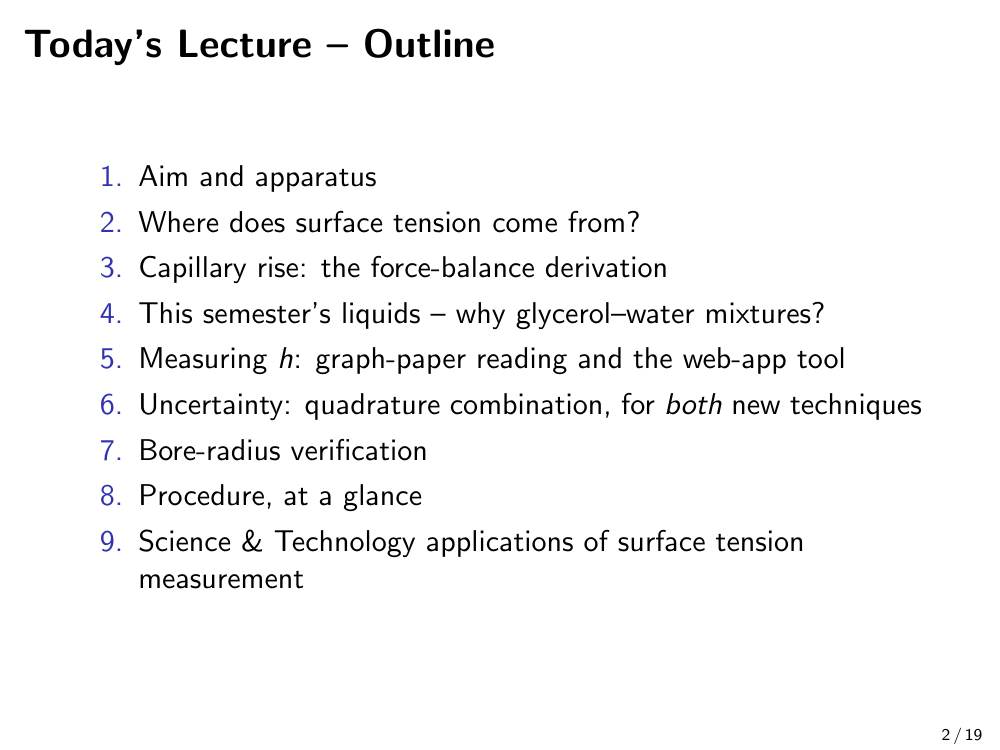 Today's Lecture – Outline
1. Aim and apparatus
2. Where does surface tension come from?
3. Capillary rise: the force-balance derivation
4. This semester's liquids – why glycerol–water mixtures?
5. Measuring h: graph-paper reading and the web-app tool
6. Uncertainty: quadrature combination, for both new techniques
7. Bore-radius verification
8. Procedure, at a glance
9. Science & Technology applications of surface tension
measurement
2 / 19